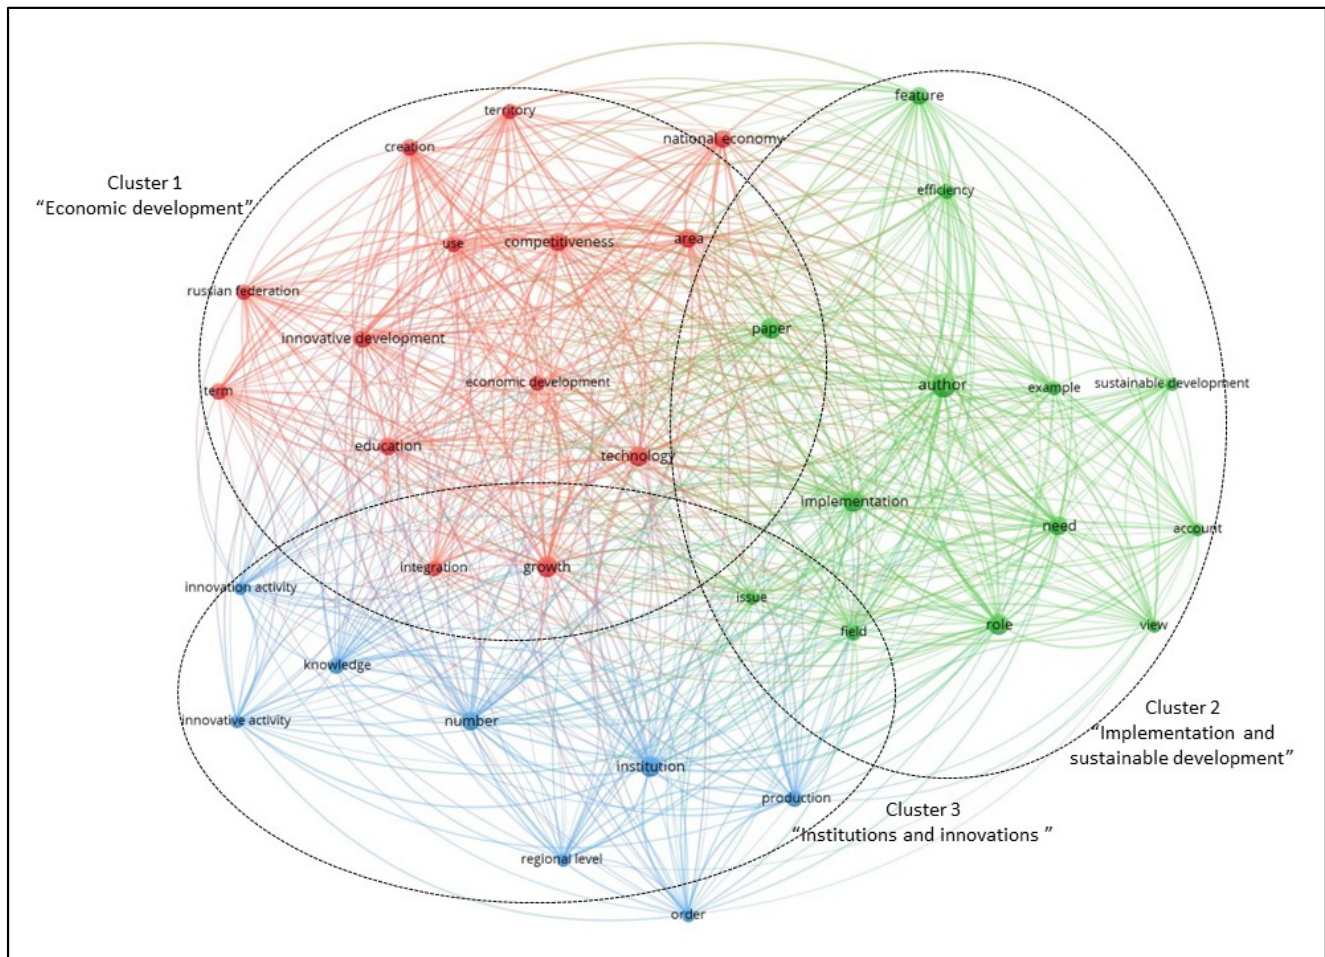 feature
territory
national economy
creation
Cluster 1
“Economic development”
efficiency
use
competitiveness
area
russian federation
paper
innovative development
economic development
author
example
sustainable development
term
education
technology
implementation
need
account
integration
growth
innovation activity
issue
field
role
view
knowledge
innovative activity
number
Cluster 2
“Implementation and
sustainable development”
institution
production
Cluster 3
“Institutions and innovations ”
regional level
order